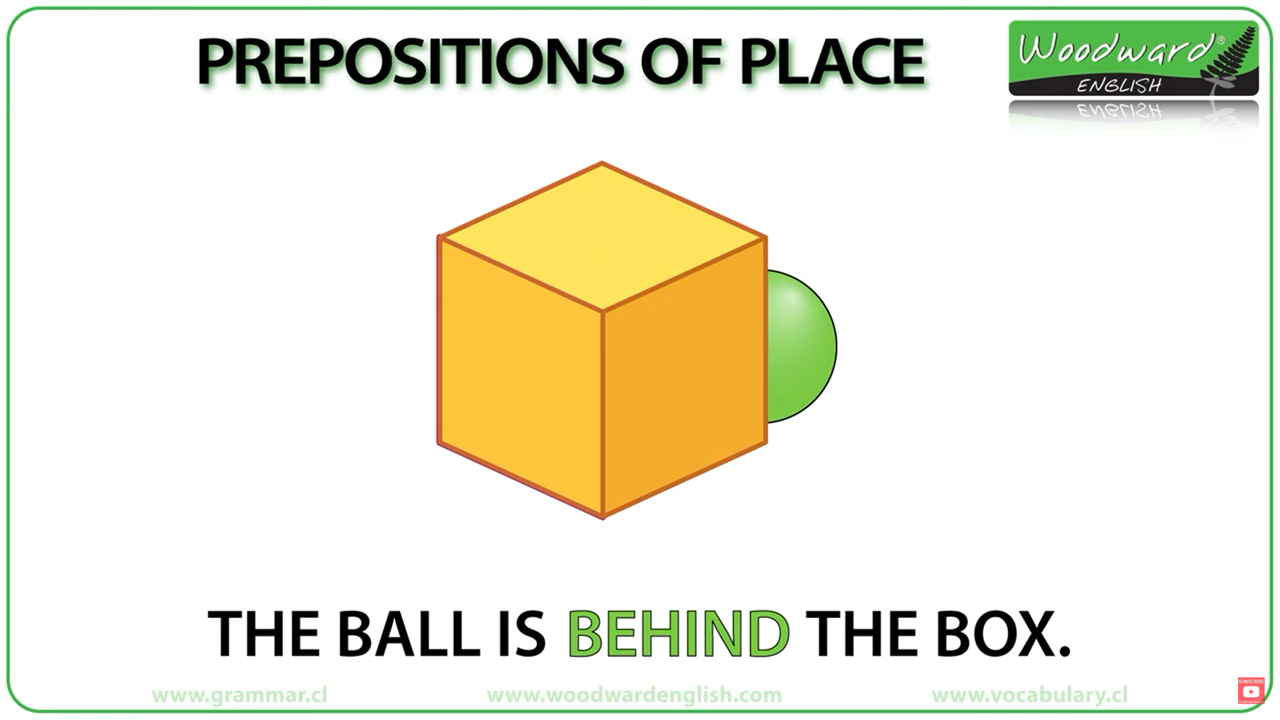 PREPOSITIONS OF PLACE
Woodward®
ENGLISH
THE BALL IS BEHIND THE BOX.
www.grammar.cl www.woodwardenglish.com www.vocabulary.cl
SUBSCRIBE